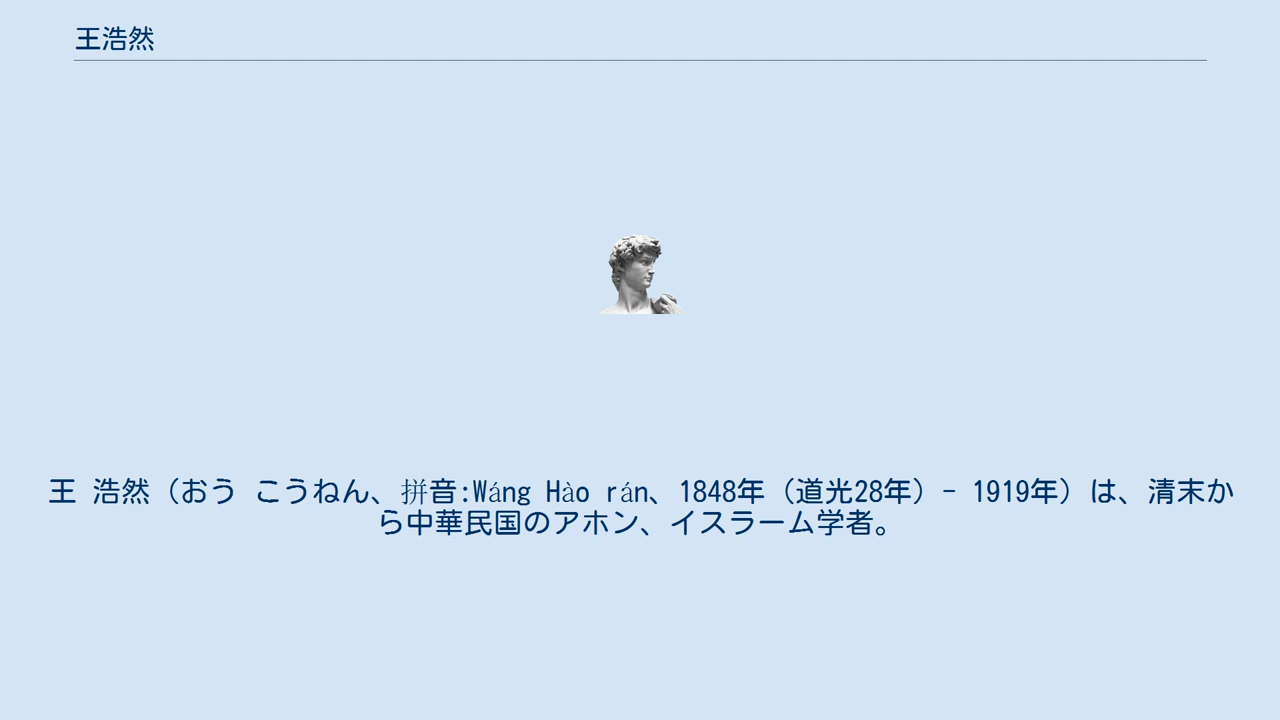 王浩然
王 浩然（おう こうねん、拼音:Wáng Hào rán、1848年（道光28年）- 1919年）は、清末か
ら中華民国のアホン、イスラーム学者。